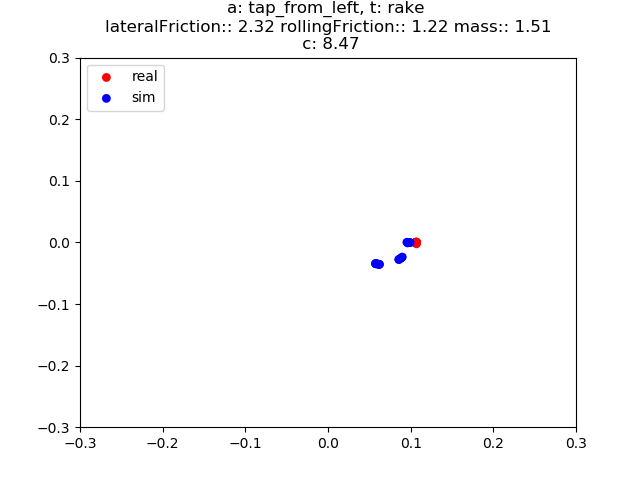 a: tap_from_left, t: rake
lateralFriction:: 2.32 rollingFriction:: 1.22 mass:: 1.51
c: 8.47
real
sim
0.3
0.2
0.1
0.0
−0.1
−0.2
−0.3
−0.3 −0.2 −0.1 0.0 0.1 0.2 0.3